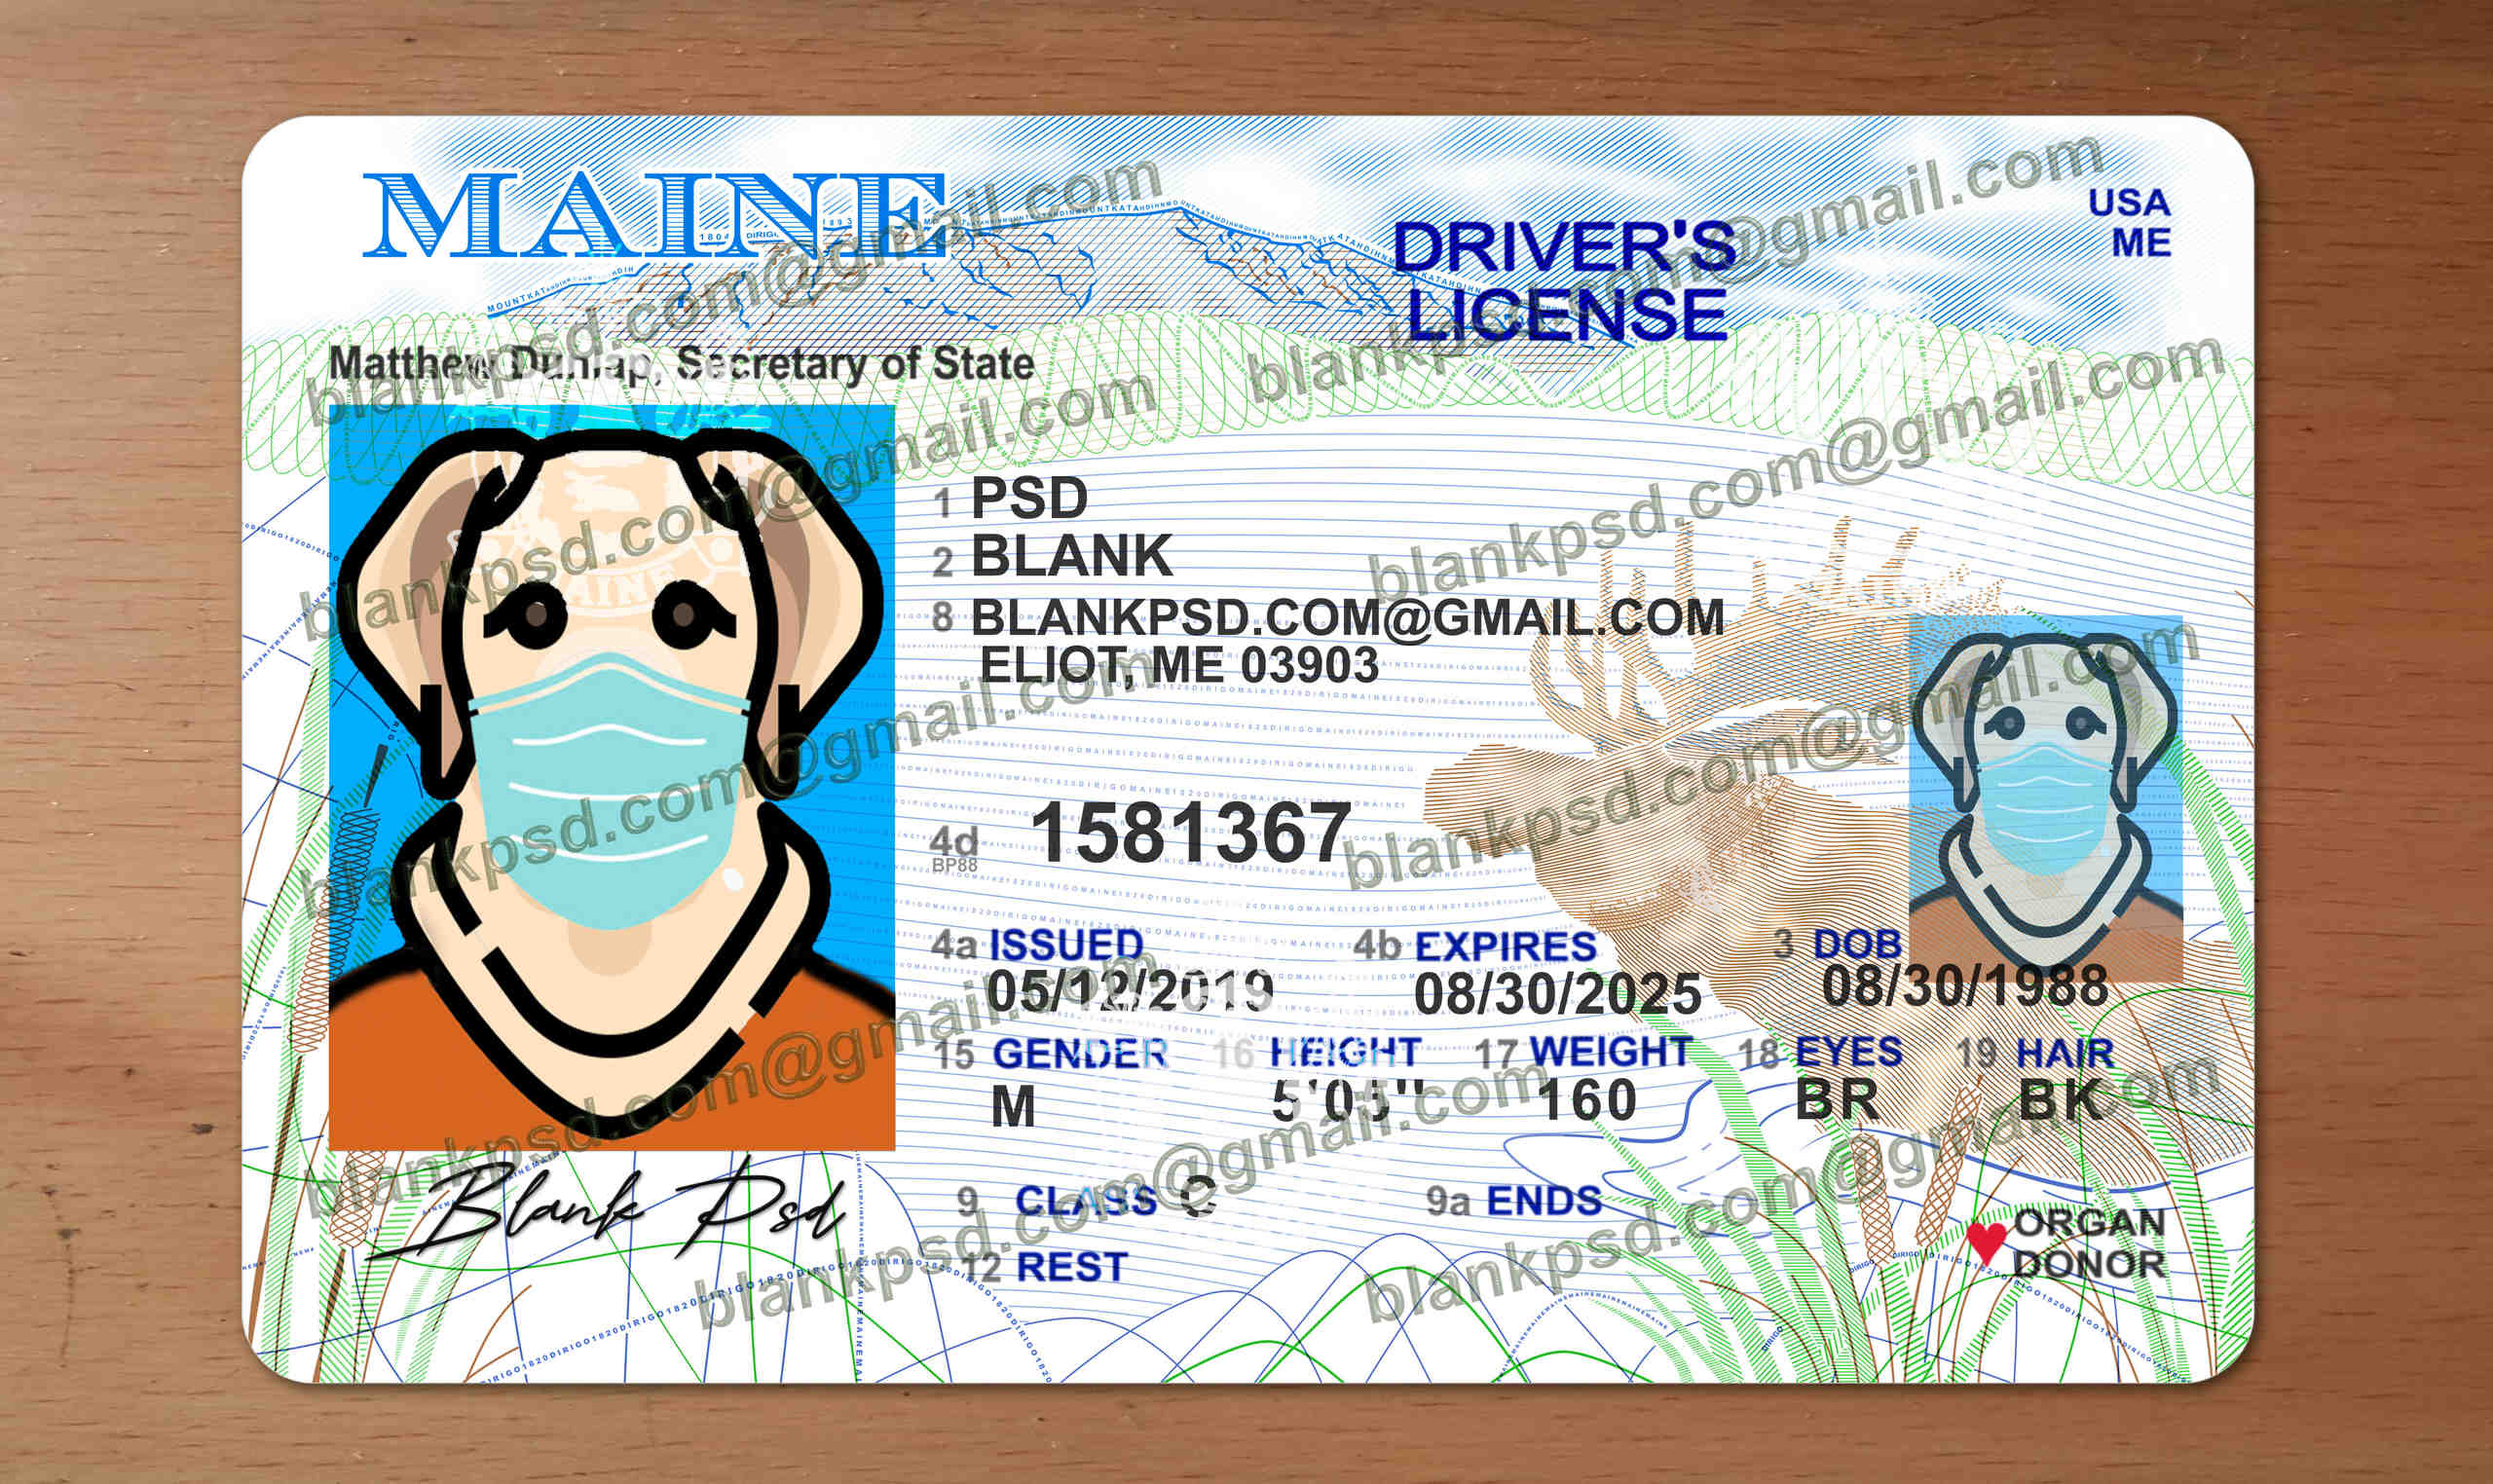 MAINE
DRIVER'S
LICENSE
USA
ME
Matthew Dunlap, Secretary of State
1 PSD
2 BLANK
8 BLANKPSD.COM@GMAIL.COM
ELIOT, ME 03903
4d 1581367
BP88
4a ISSUED 4b EXPIRES 3 DOB
05/12/2019 08/30/2025 08/30/1988
15 GENDER 16 HEIGHT 17 WEIGHT 18 EYES 19 HAIR
M 5'05" 160 BR BK
Blank Psd
9 CLASS C 9a ENDS
12 REST
ORGAN
DONOR
blankpsd.com@gmail.com
blankpsd.com@gmail.com
blankpsd.com@gmail.com
blankpsd.com@gmail.com
blankpsd.com@gmail.com
blankpsd.com@gmail.com
blankpsd.com@gmail.com
blankpsd.com@gmail.com
blankpsd.com@gmail.com